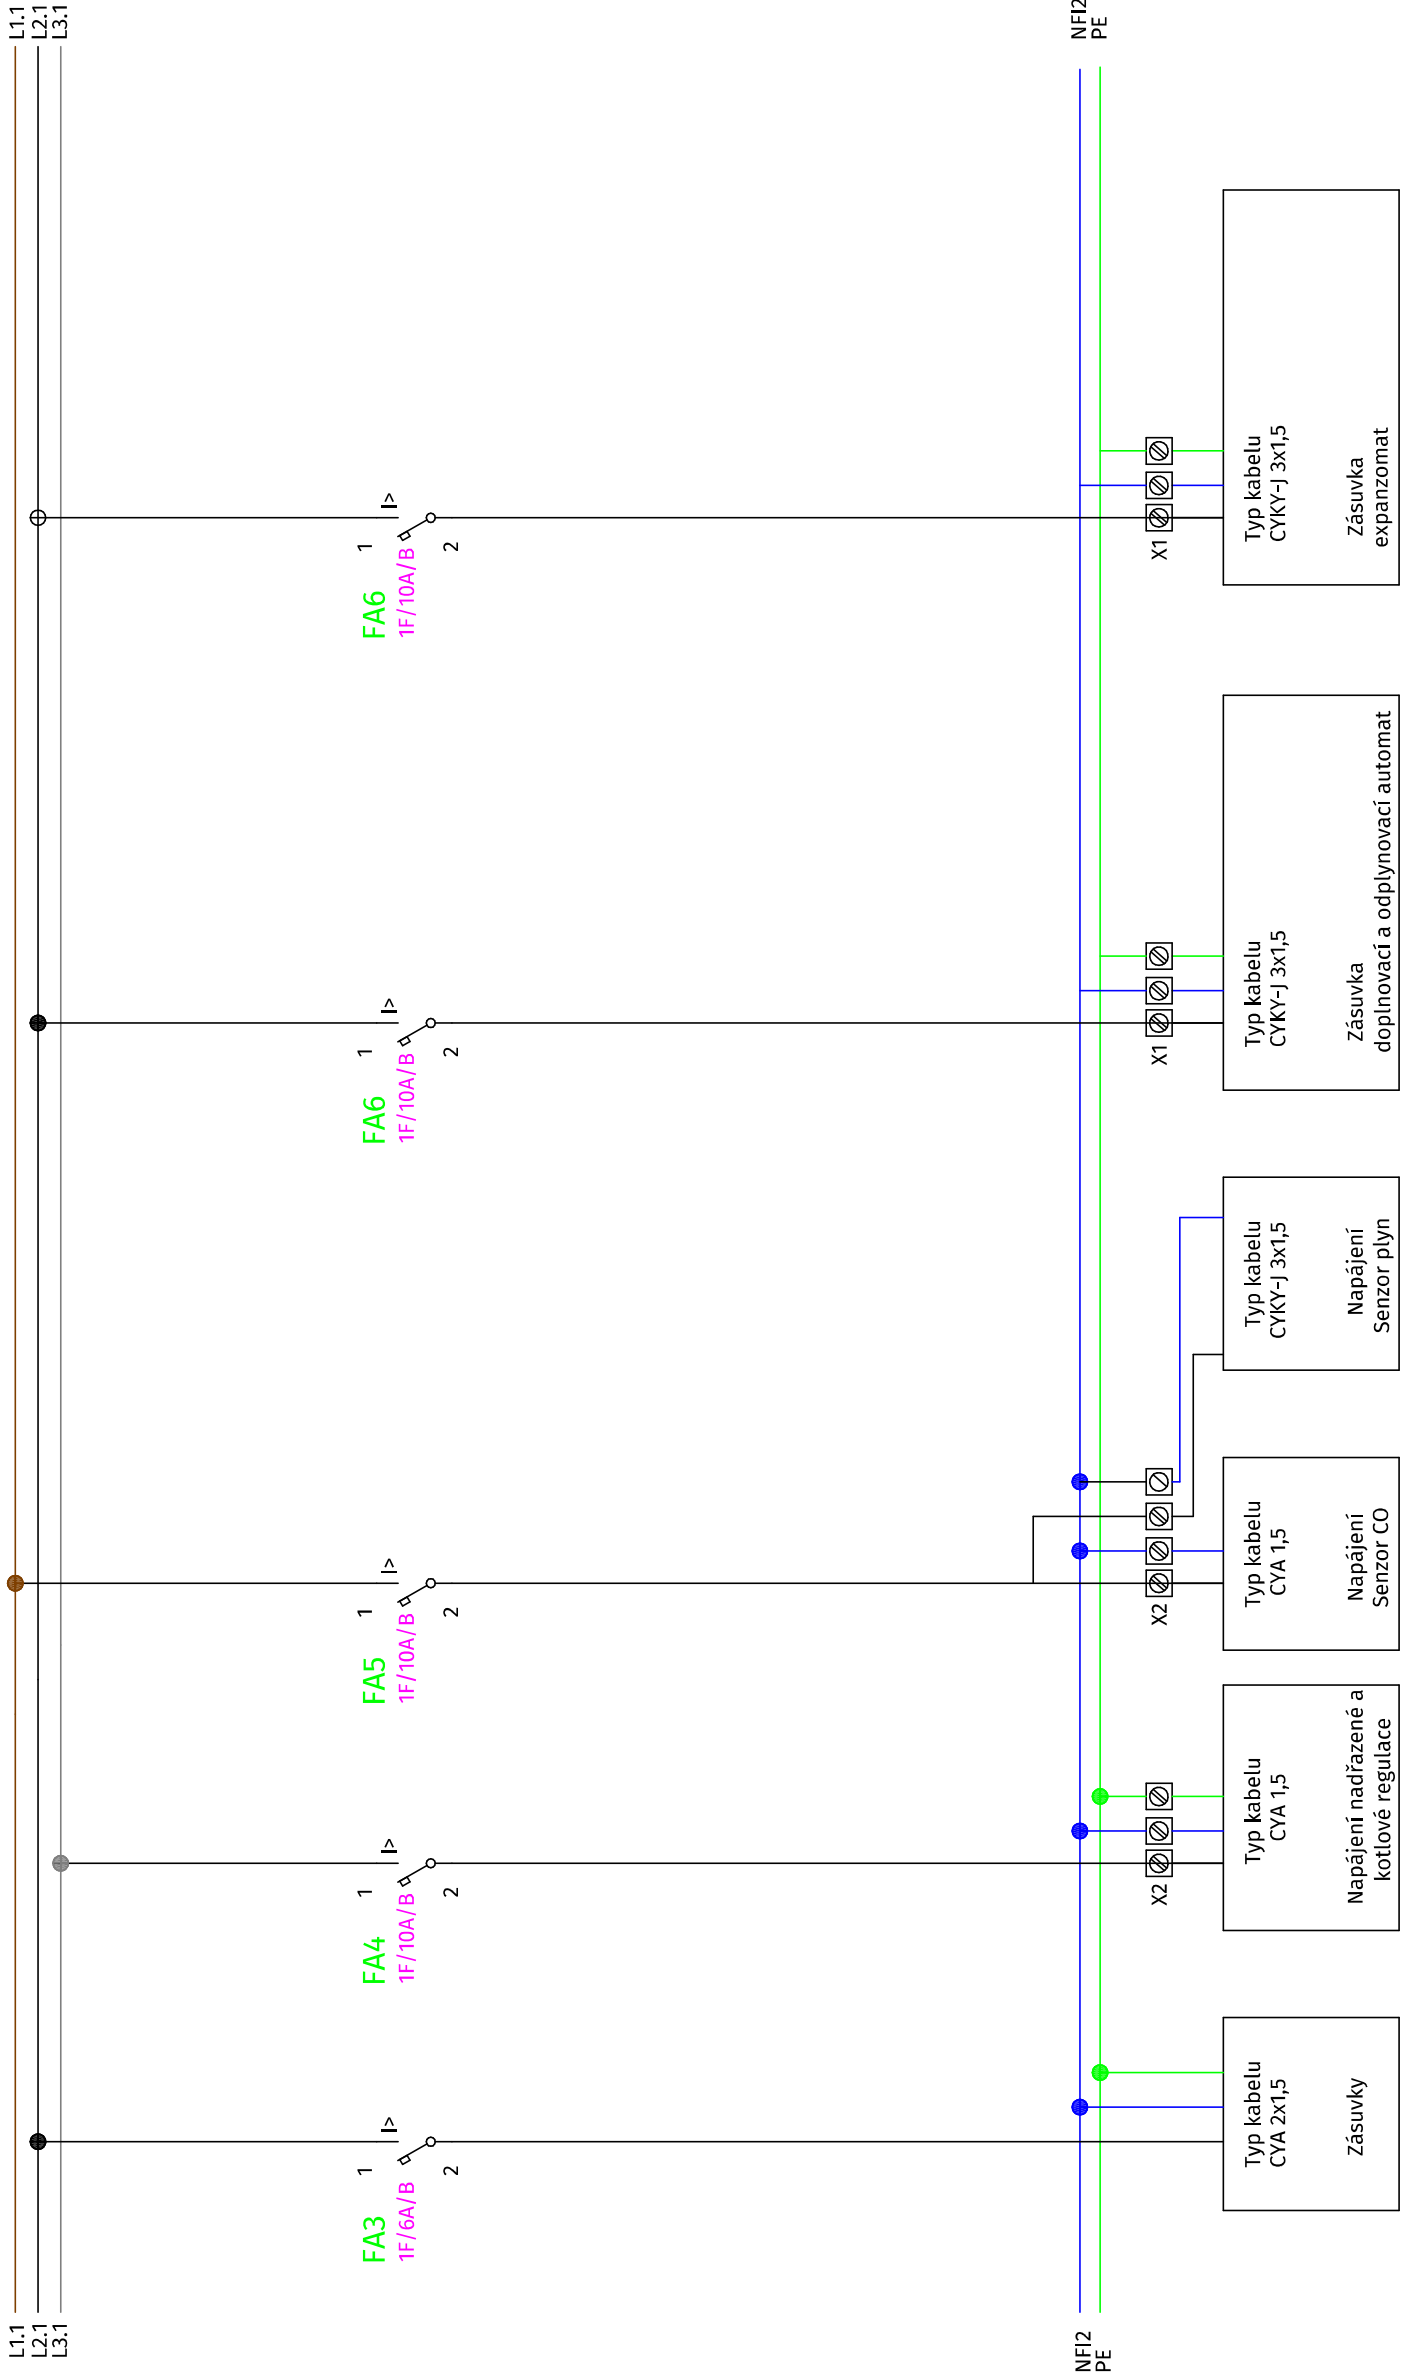 L1.1
L2.1
L3.1
L1.1
L2.1
L3.1
FA3
1F/6A/B
1
2
I>
FA4
1F/10A/B
1
2
I>
FA5
1F/10A/B
1
2
I>
FA6
1F/10A/B
1
2
I>
FA6
1F/10A/B
1
2
I>
NFI2
PE
NFI2
PE
X2
X2
X1
X1
Typ kabelu
CYA 2x1,5
Zásuvky
Typ kabelu
CYA 1,5
Napájení nadřazené a
kotlové regulace
Typ kabelu
CYA 1,5
Napájení
Senzor CO
Typ kabelu
CYKY-J 3x1,5
Napájení
Senzor plyn
Typ kabelu
CYKY-J 3x1,5
Zásuvka
doplnovací a odplynovací automat
Typ kabelu
CYKY-J 3x1,5
Zásuvka
expanzomat